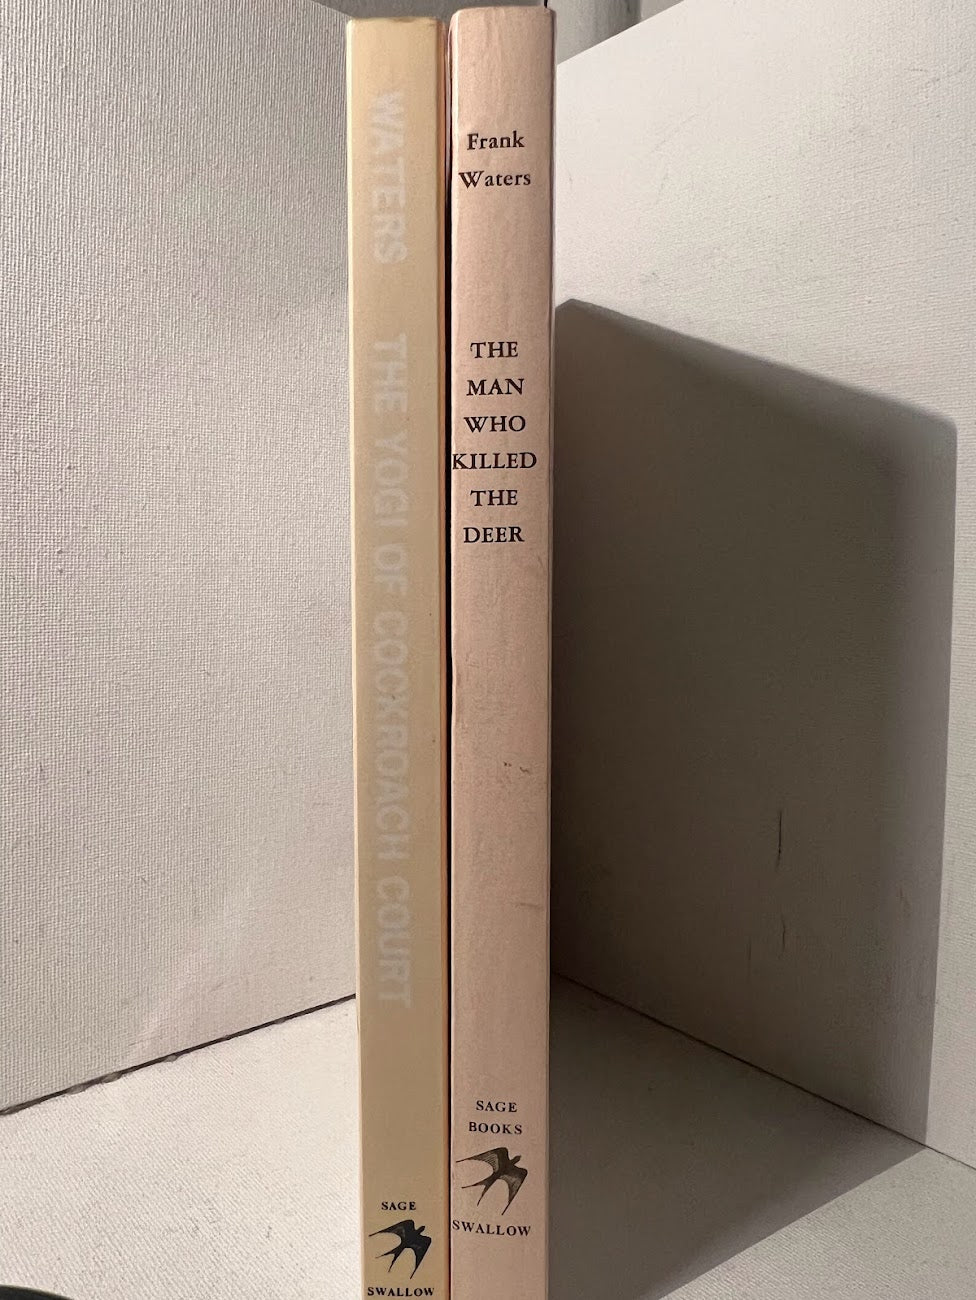 WATERS THE YOGI OF COCKROACH COURT
SAGE
SWALLOW
Frank
Waters
THE
MAN
WHO
KILLED
THE
DEER
SAGE
BOOKS
SWALLOW